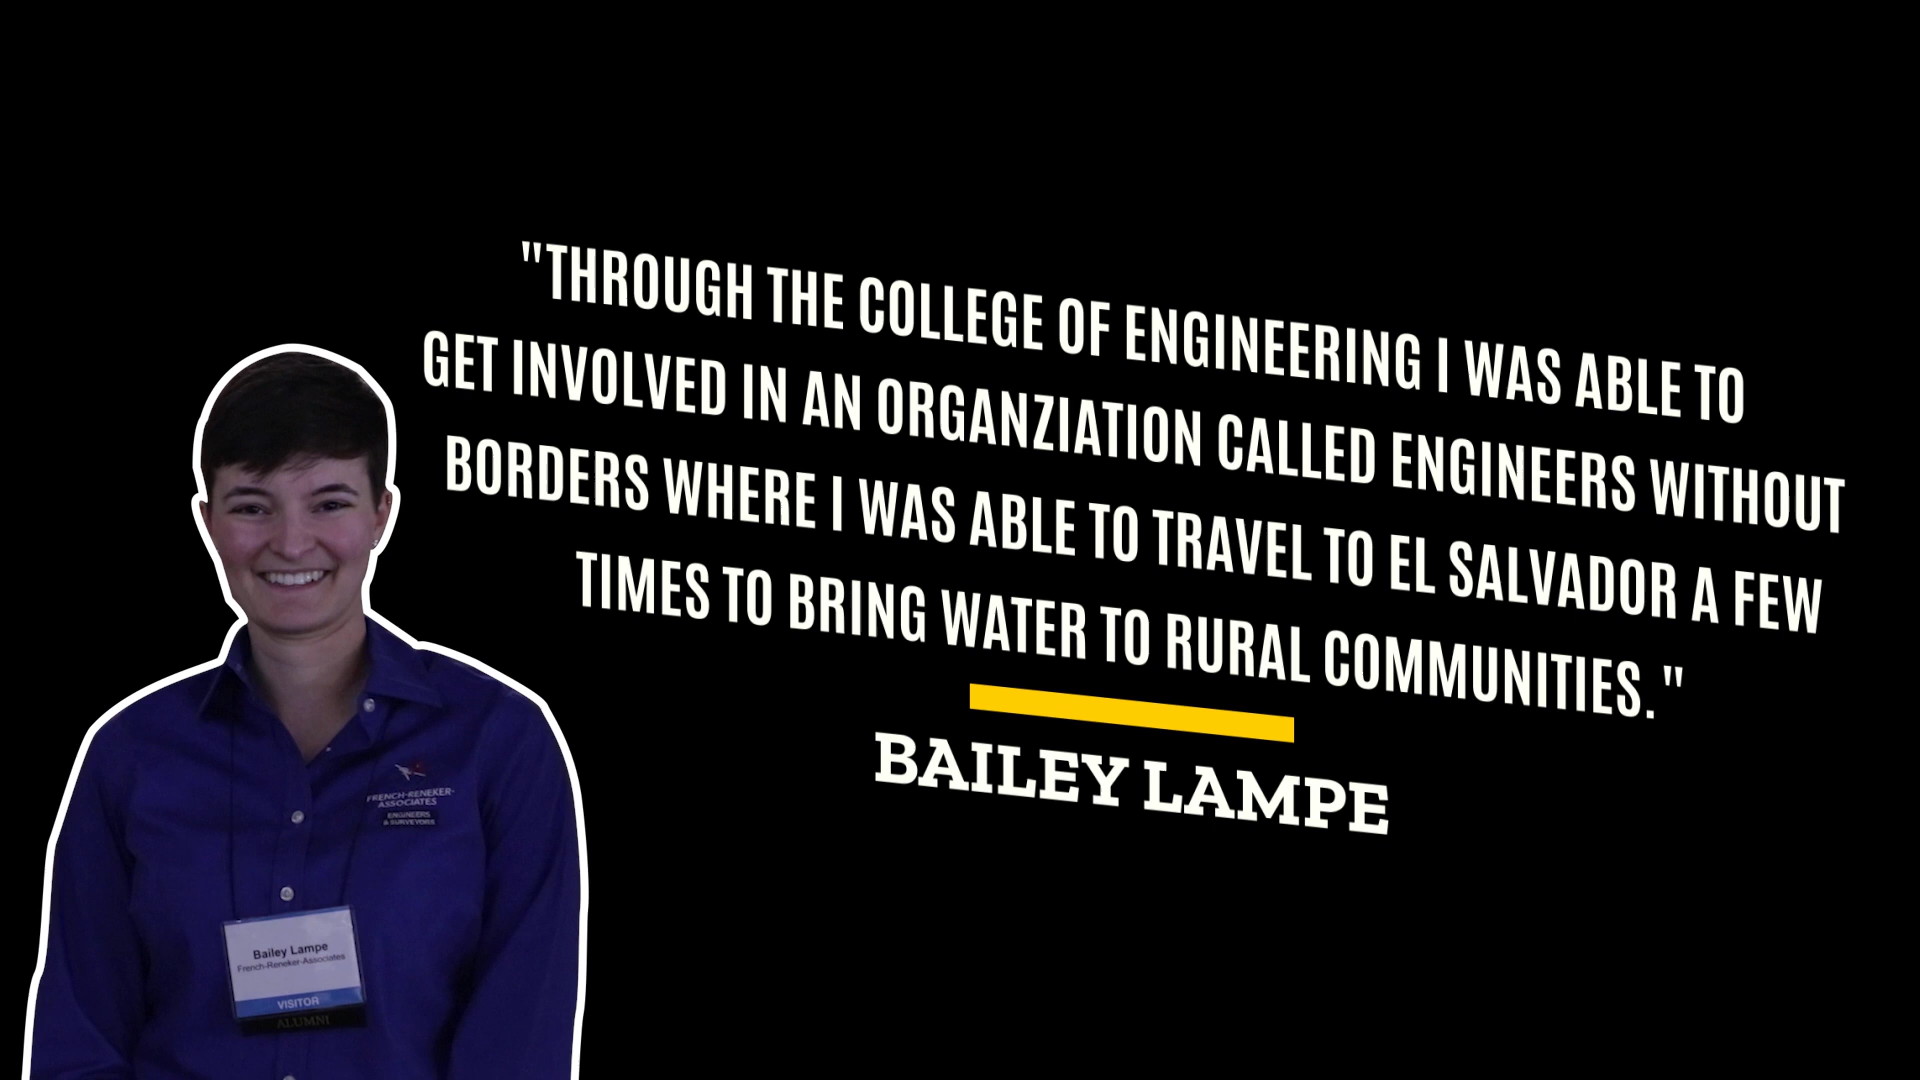 "THROUGH THE COLLEGE OF ENGINEERING I WAS ABLE TO
GET INVOLVED IN AN ORGANZIATION CALLED ENGINEERS WITHOUT
BORDERS WHERE I WAS ABLE TO TRAVEL TO EL SALVADOR A FEW
TIMES TO BRING WATER TO RURAL COMMUNITIES."
BAILEY LAMPE
FRENCH-RENEKER-
ASSOCIATES
ENGINEERS
& SURVEYORS
Bailey Lampe
French-Reneker-Associates
VISITOR
ALUMNI